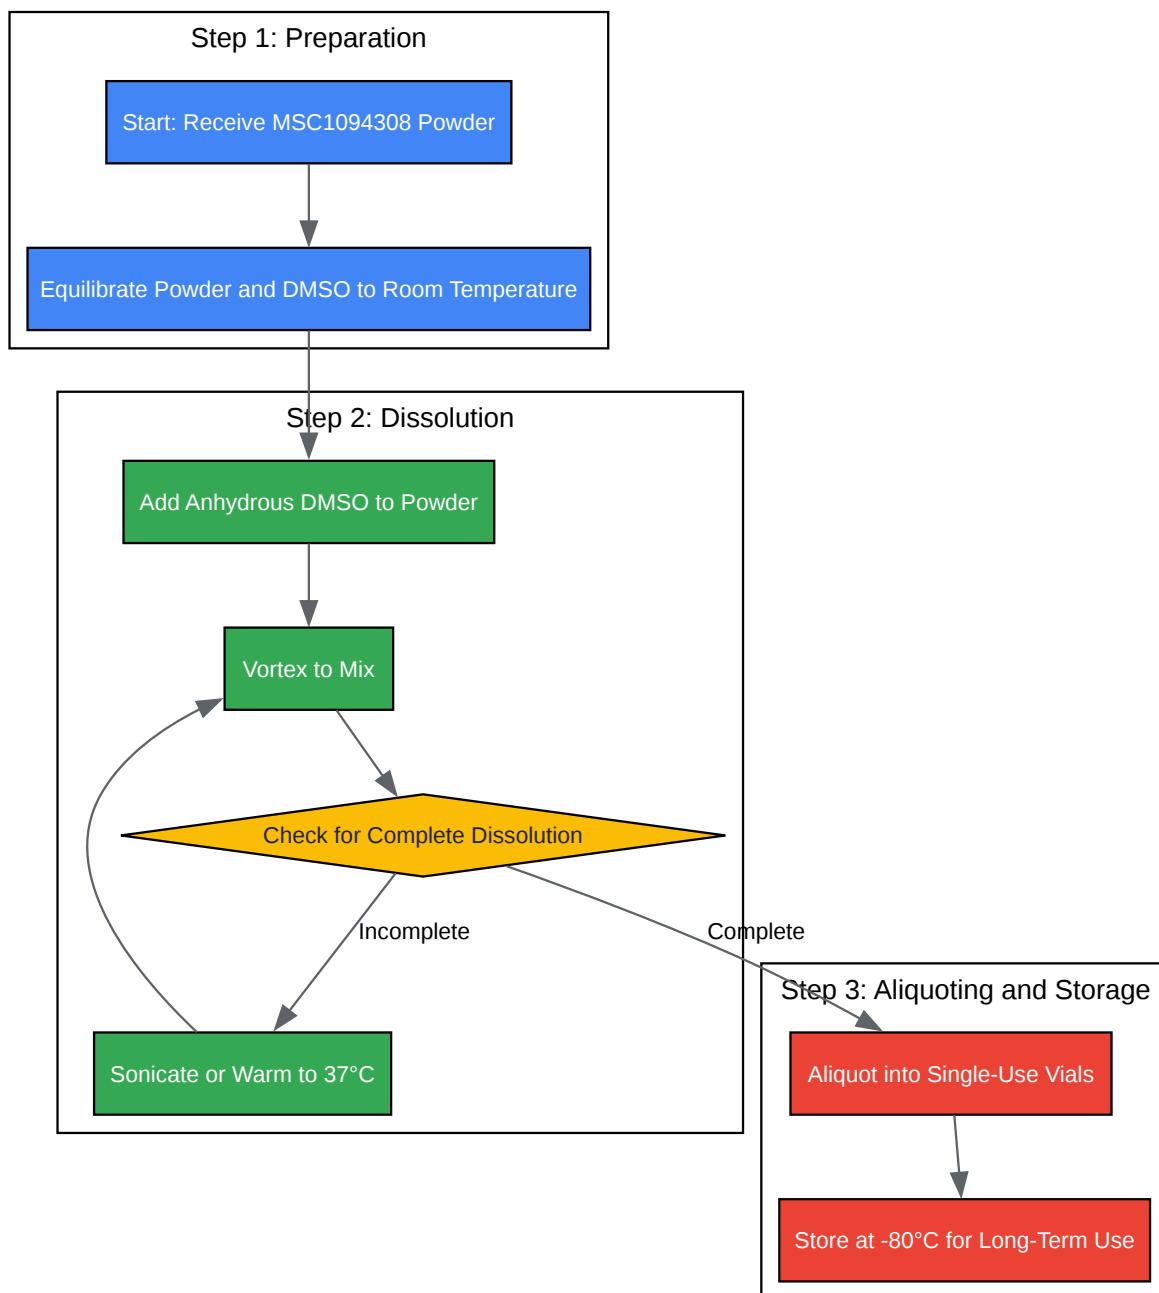 Step 1: Preparation
Start: Receive MSC1094308 Powder
Equilibrate Powder and DMSO to Room Temperature
Step 2: Dissolution
Add Anhydrous DMSO to Powder
Vortex to Mix
Check for Complete Dissolution
Incomplete
Complete
Sonicate or Warm to 37°C
Step 3: Aliquoting and Storage
Aliquot into Single-Use Vials
Store at -80°C for Long-Term Use